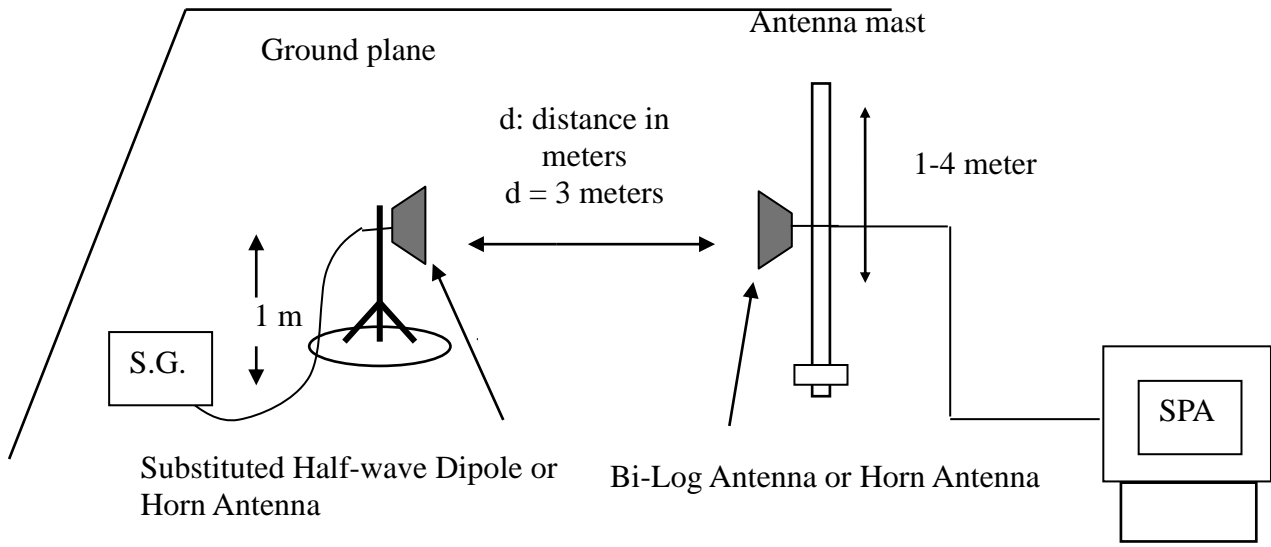 Antenna mast
Ground plane
d: distance in
meters
d = 3 meters
1-4 meter
1 m
S.G.
SPA
Substituted Half-wave Dipole or
Horn Antenna
Bi-Log Antenna or Horn Antenna